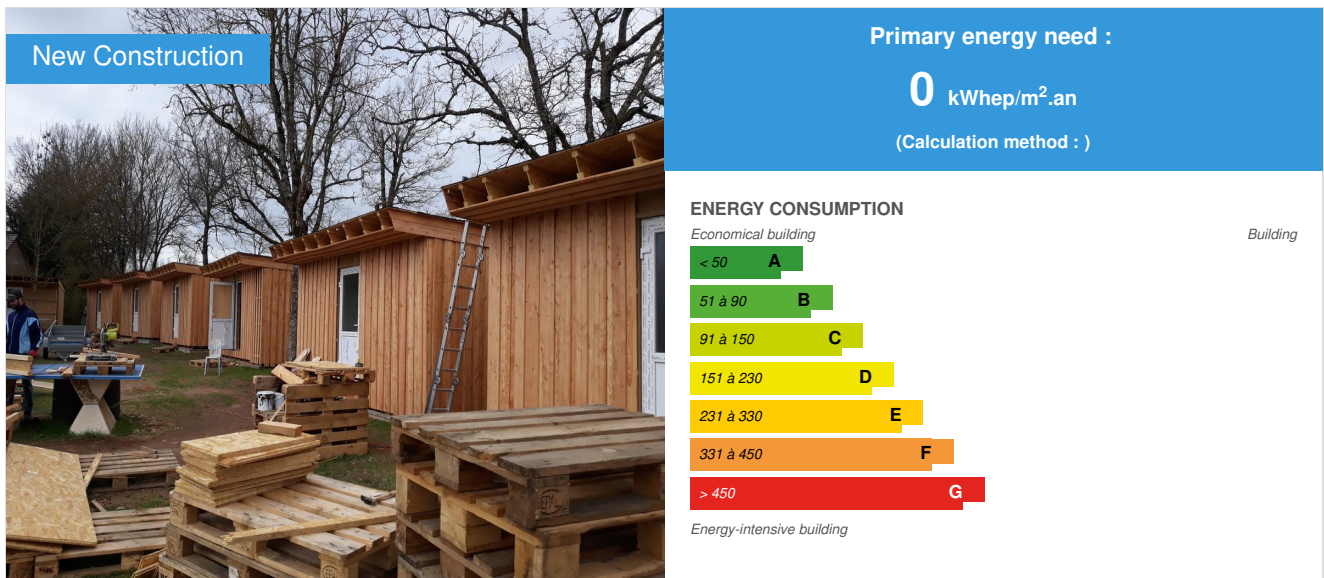 New Construction
Primary energy need :
0 kWhep/m².an
(Calculation method : )
ENERGY CONSUMPTION
Economical building
Building
< 50 A
51 à 90 B
91 à 150 C
151 à 230 D
231 à 330 E
331 à 450 F
> 450 G
Energy-intensive building